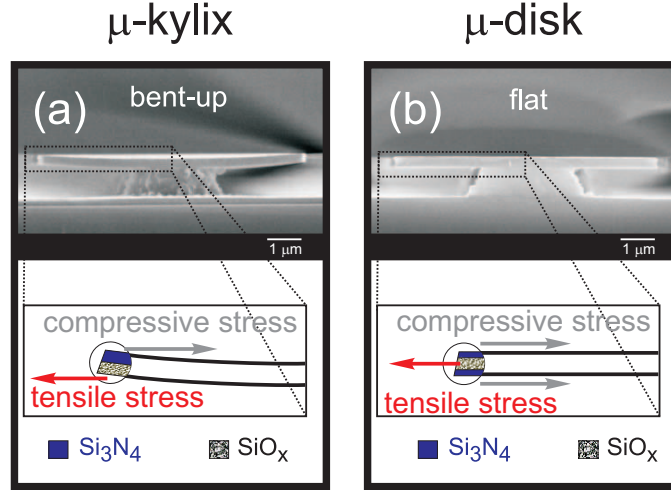 μ-kylix
μ-disk
(a)
bent-up
1 μm
compressive stress
tensile stress
Si₃N₄
SiOₓ
(b)
flat
1 μm
compressive stress
tensile stress
Si₃N₄
SiOₓ